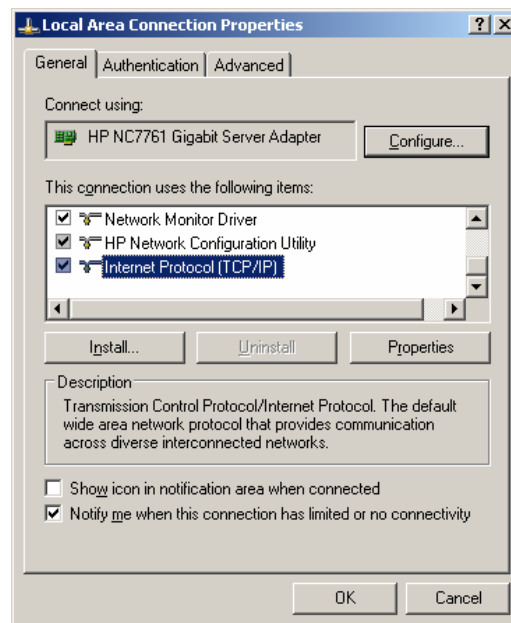 Local Area Connection Properties
General Authentication Advanced
Connect using:
HP NC7761 Gigabit Server Adapter Configure...
This connection uses the following items:
Network Monitor Driver
HP Network Configuration Utility
Internet Protocol (TCP/IP)
Install... Uninstall Properties
Description
Transmission Control Protocol/Internet Protocol. The default
wide area network protocol that provides communication
across diverse interconnected networks.
Show icon in notification area when connected
Notify me when this connection has limited or no connectivity
OK Cancel